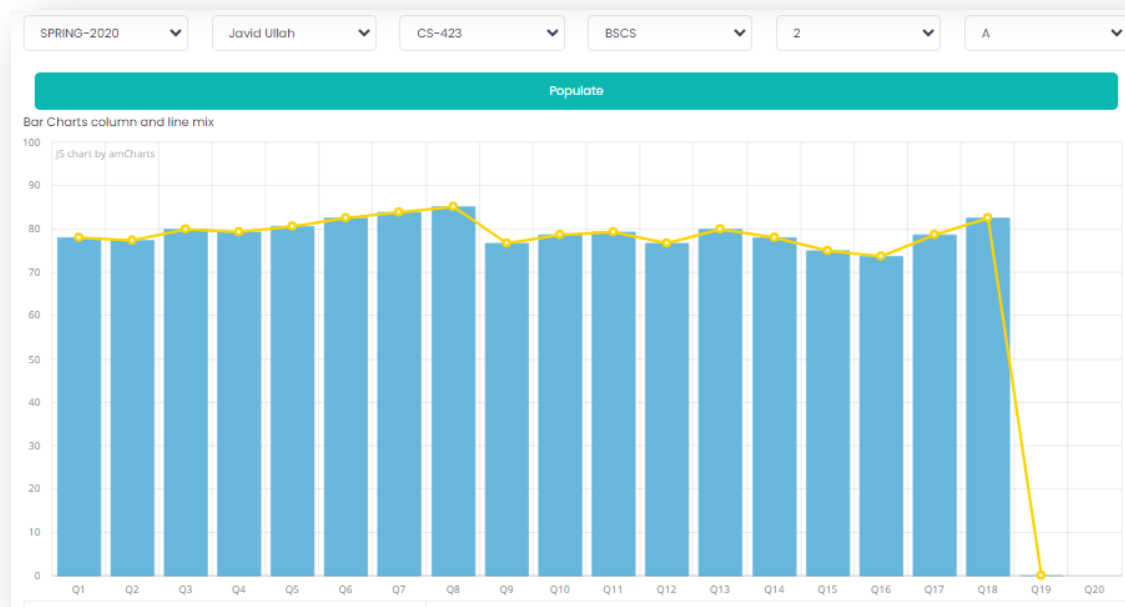 SPRING-2020 Javid Ullah CS-423 BSCS 2 A
Populate
Bar Charts column and line mix
JS chart by amCharts
100
90
80
70
60
50
40
30
20
10
0
Q1 Q2 Q3 Q4 Q5 Q6 Q7 Q8 Q9 Q10 Q11 Q12 Q13 Q14 Q15 Q16 Q17 Q18 Q19 Q20